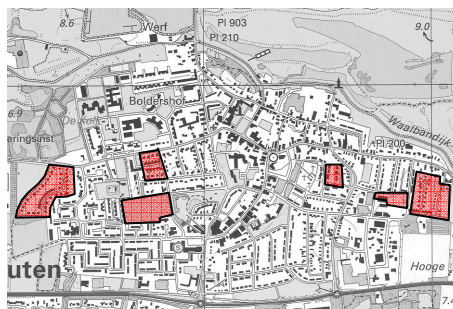 8.6
Werf
Pl 903
Pl 210
9.0
Boldershof
6.9
De Kolk
eringsinst
Waalbandijk
Pl 200
uten
Hooge
7.4